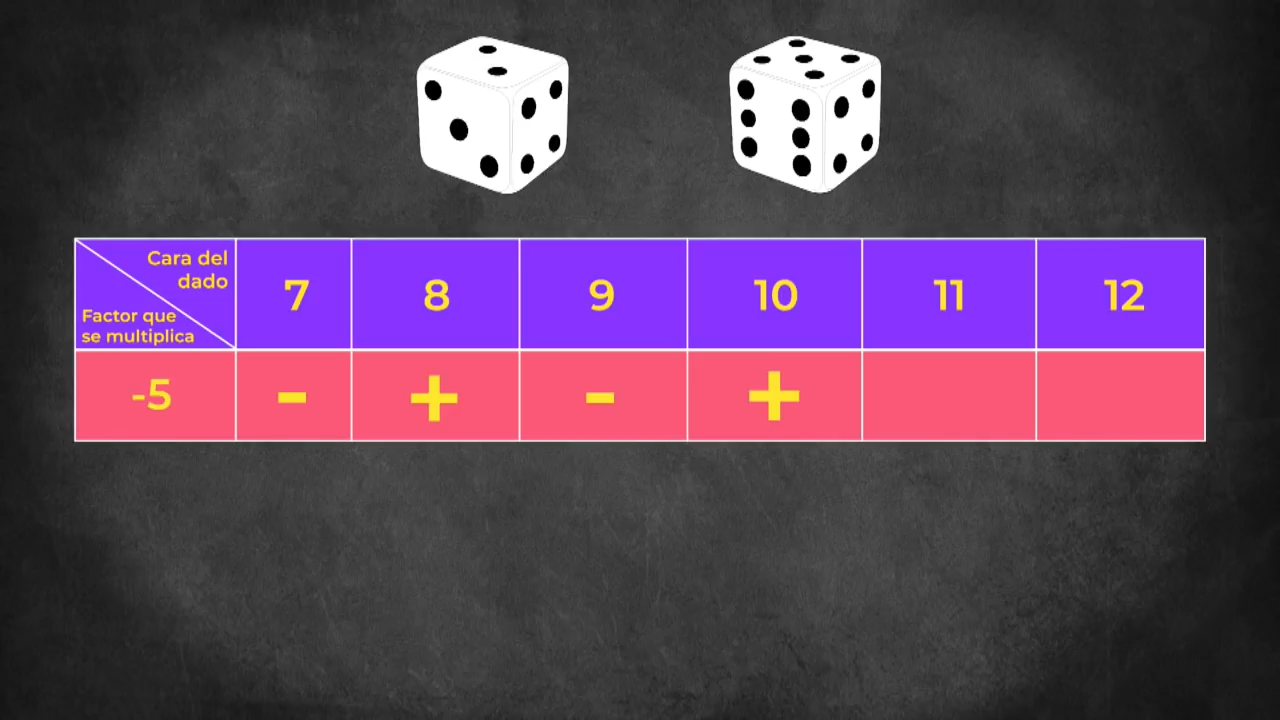 Cara del
dado
Factor que
se multiplica
7 8 9 10 11 12
-5 - + - +